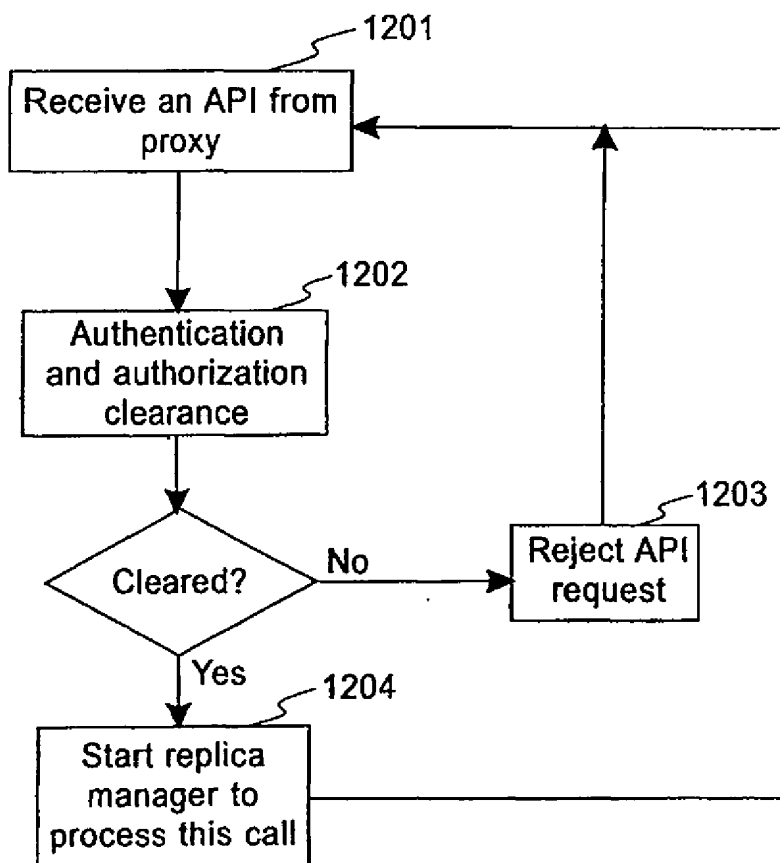 1201
Receive an API from
proxy
1202
Authentication
and authorization
clearance
Cleared?
No
1203
Reject API
request
Yes
1204
Start replica
manager to
process this call